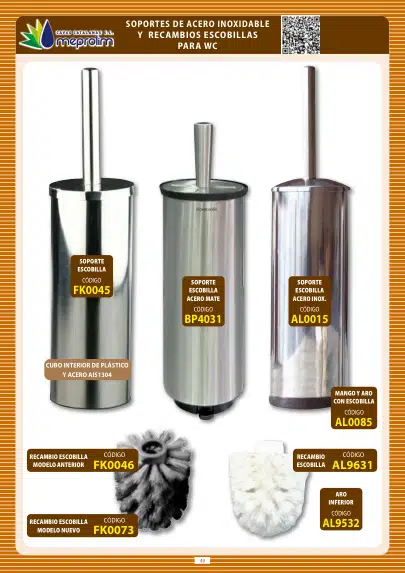 CAYAS CATALANAS S.L.
meprolim
SOPORTES DE ACERO INOXIDABLE
Y RECAMBIOS ESCOBILLAS
PARA WC
SOPORTE
ESCOBILLA
CÓDIGO
FK0045
SOPORTE
ESCOBILLA
ACERO MATE
CÓDIGO
BP4031
SOPORTE
ESCOBILLA
ACERO INOX.
CÓDIGO
AL0015
CUBO INTERIOR DE PLÁSTICO
Y ACERO AISI304
MANGO Y ARO
CON ESCOBILLA
CÓDIGO
AL0085
RECAMBIO ESCOBILLA
MODELO ANTERIOR
CÓDIGO
FK0046
RECAMBIO
ESCOBILLA
CÓDIGO
AL9631
RECAMBIO ESCOBILLA
MODELO NUEVO
CÓDIGO
FK0073
ARO
INFERIOR
CÓDIGO
AL9532